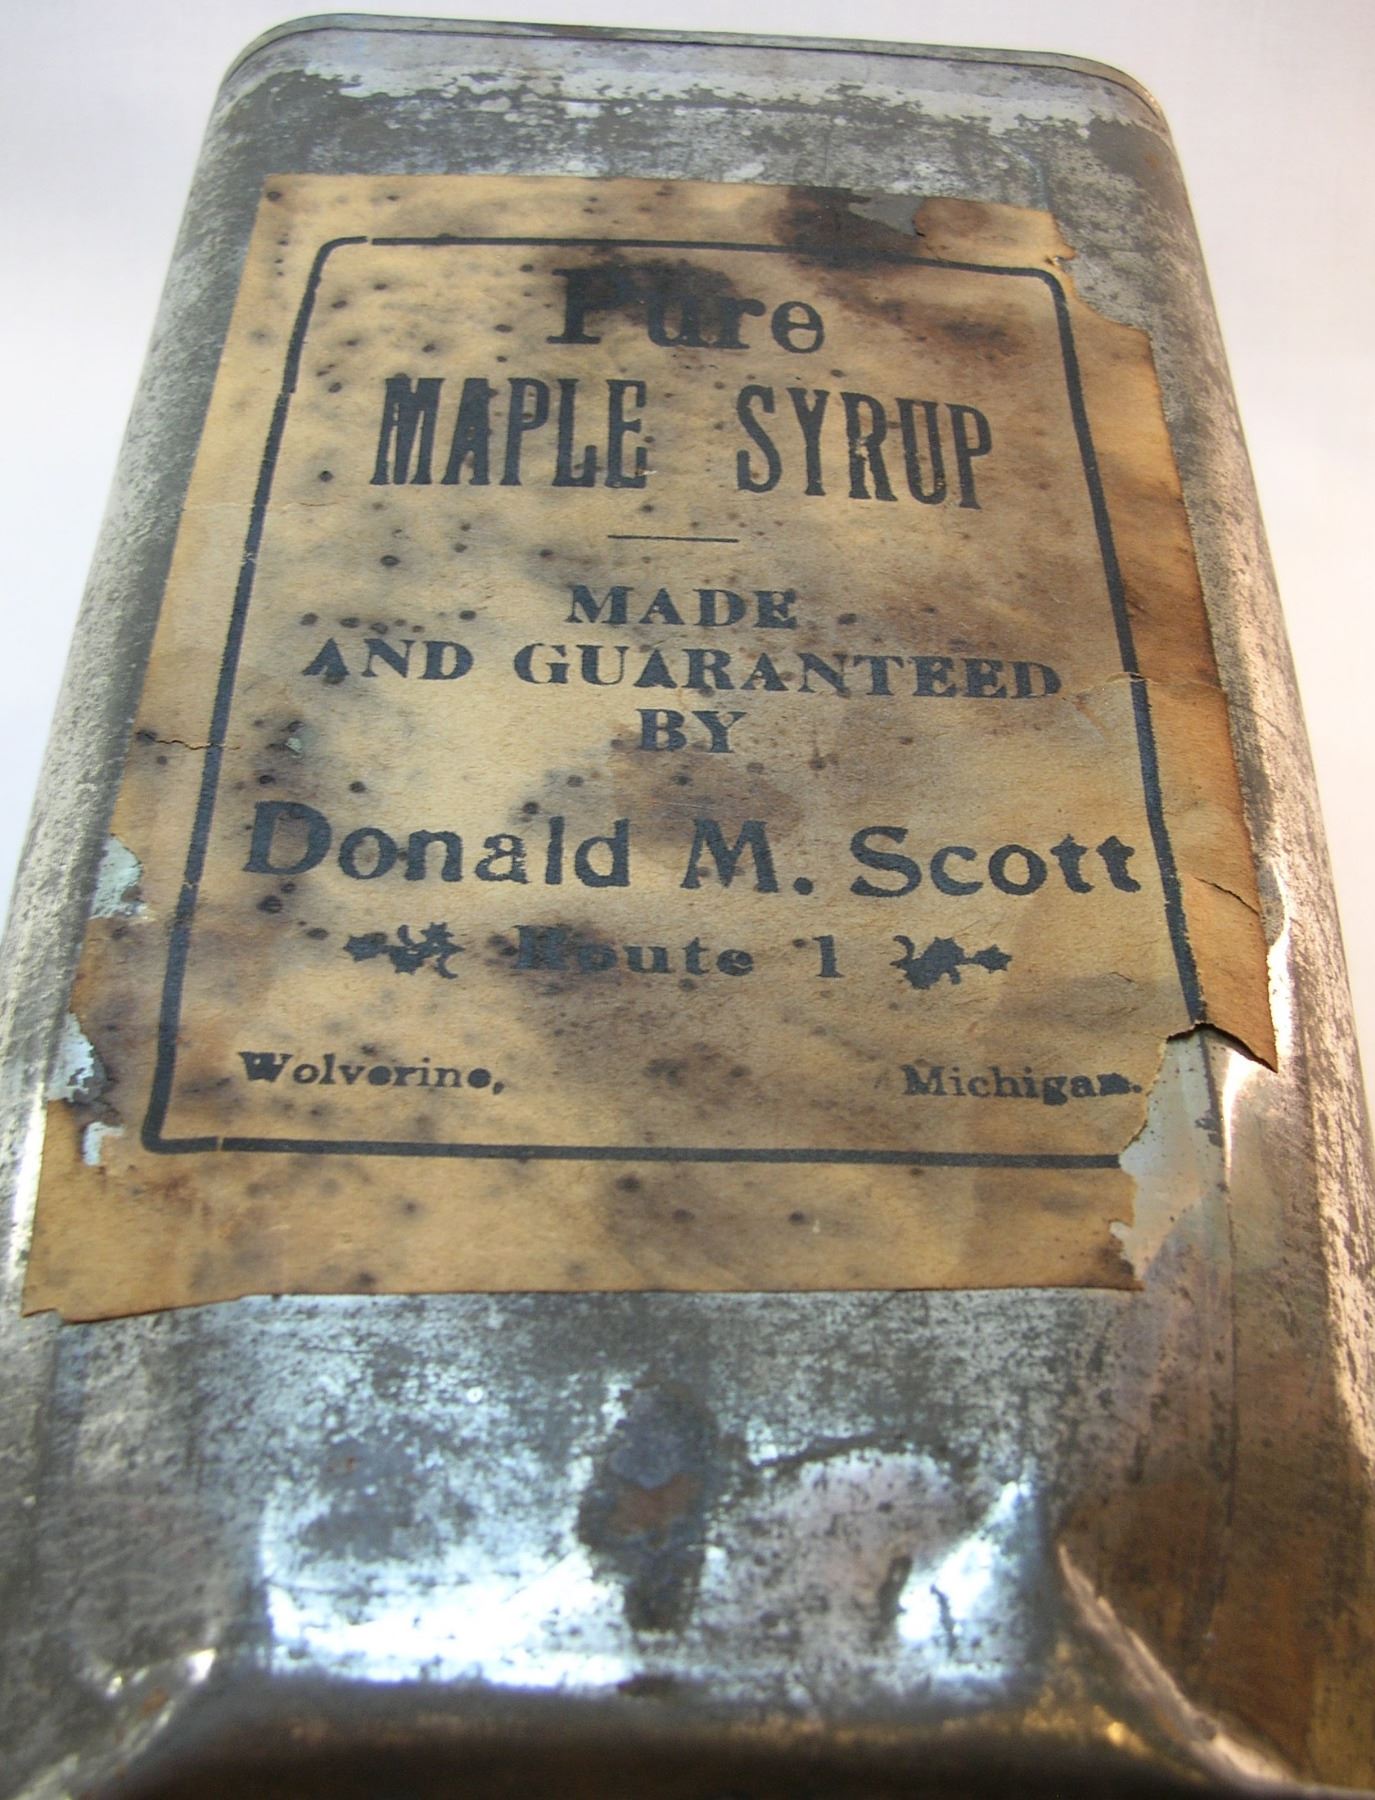 Pure
MAPLE SYRUP
MADE
AND GUARANTEED
BY
Donald M. Scott
Route 1
Wolverine, Michigan.